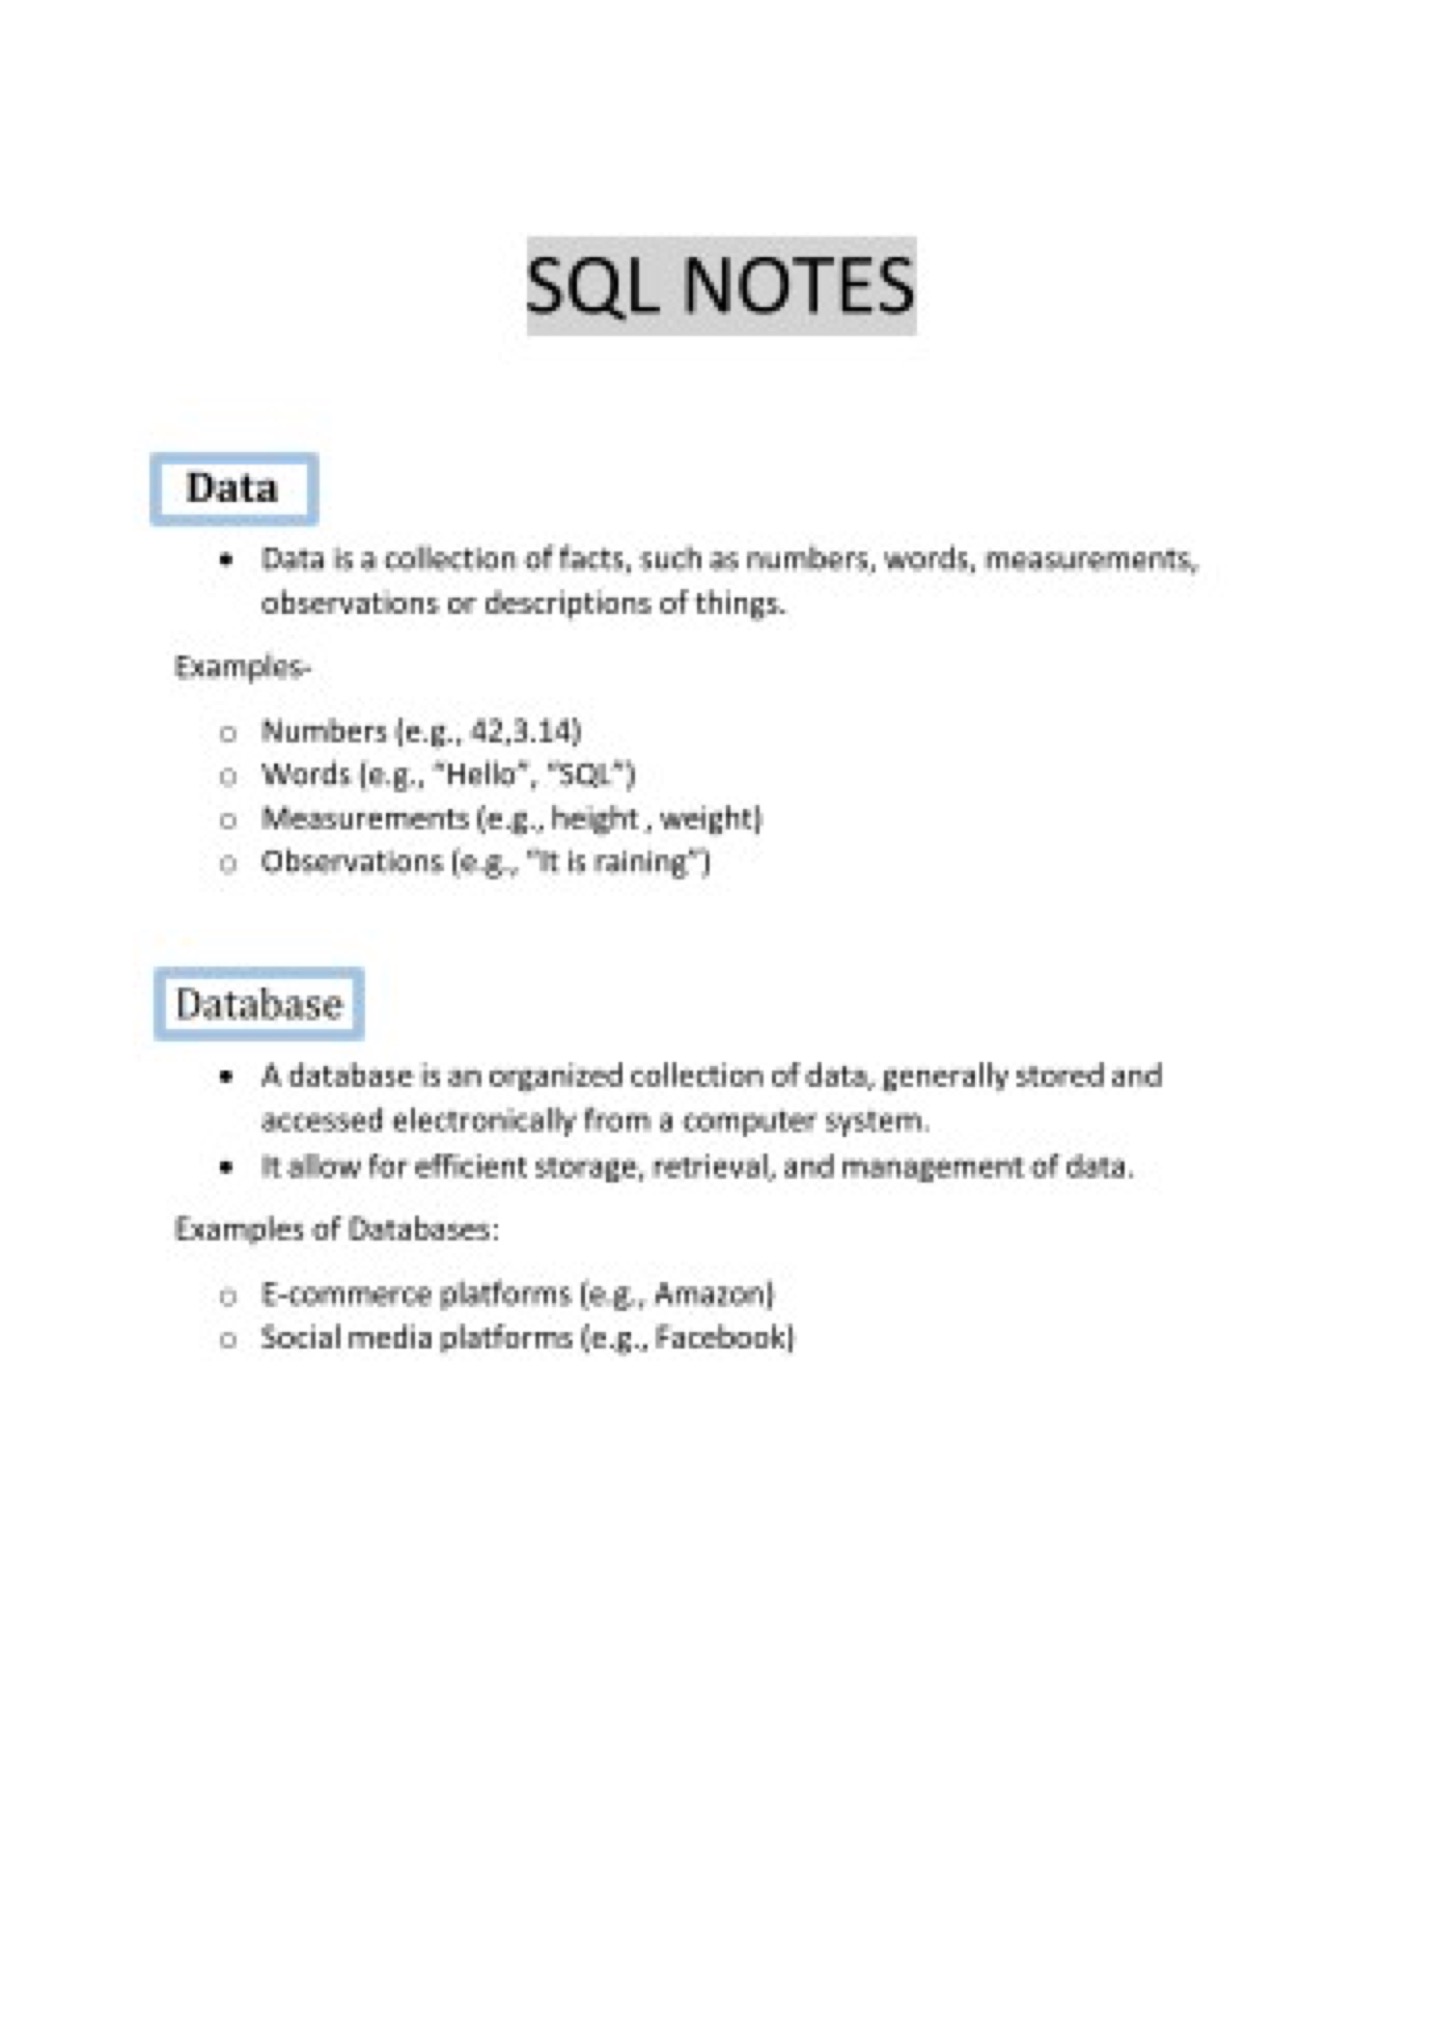 SQL NOTES
Data
• Data is a collection of facts, such as numbers, words, measurements,
observations or descriptions of things.
Examples-
o Numbers (e.g., 42,3.14)
o Words (e.g., “Hello”, “SQL”)
o Measurements (e.g., height , weight)
o Observations (e.g., “It is raining”)
Database
• A database is an organized collection of data, generally stored and
accessed electronically from a computer system.
• It allow for efficient storage, retrieval, and management of data.
Examples of Databases:
o E-commerce platforms (e.g., Amazon)
o Social media platforms (e.g., Facebook)